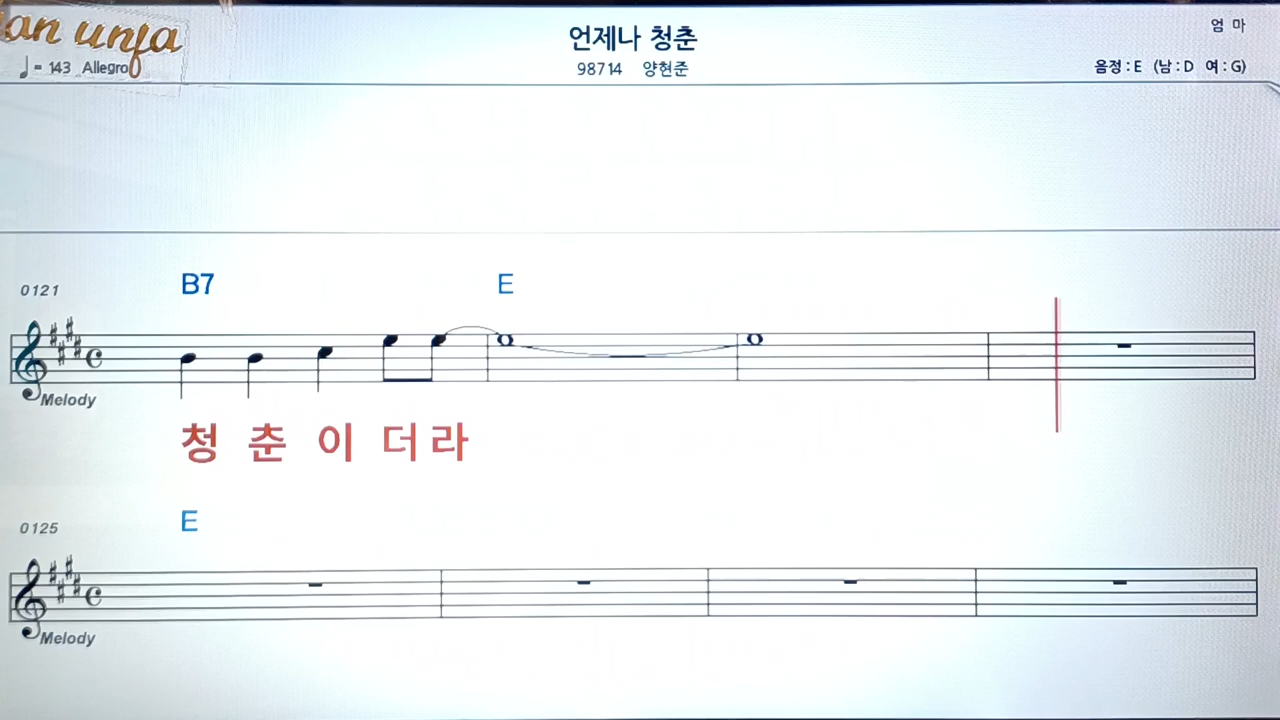 an unja
언제나 청춘
엄 마
♩= 143 Allegro
98714 양현준
음정 : E (남 : D 여 : G)
B7 E
0121
Melody
청 춘 이 더 라
E
0125
Melody